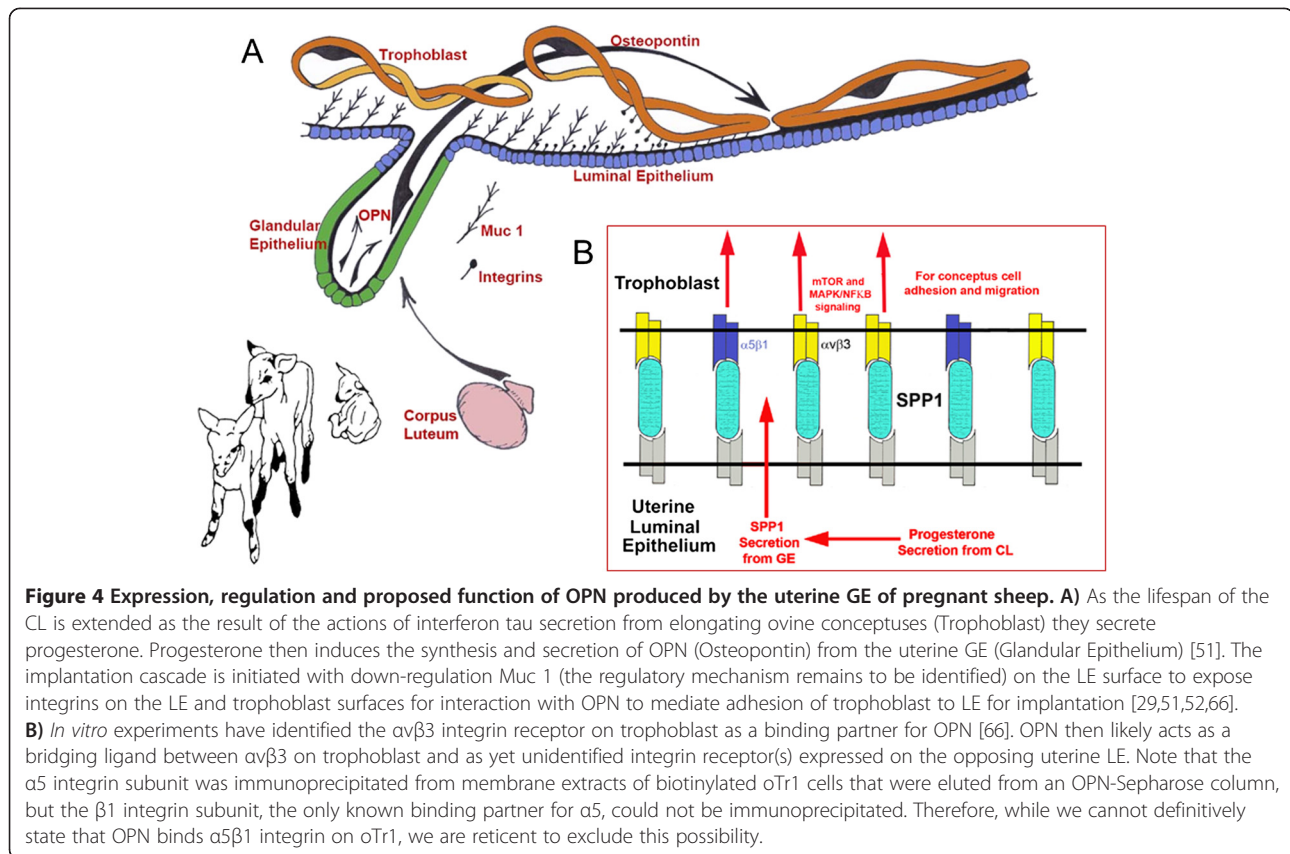 A
Trophoblast
Osteopontin
Luminal Epithelium
OPN
Glandular
Epithelium
Muc 1
Integrins
Corpus
Luteum
B
Trophoblast
mTOR and
MAPK/NFKB
signaling
For conceptus cell
adhesion and migration
α5β1
αvβ3
SPP1
Uterine
Luminal
Epithelium
SPP1
Secretion
from GE
Progesterone
Secretion from CL
Figure 4 Expression, regulation and proposed function of OPN produced by the uterine GE of pregnant sheep. A) As the lifespan of the
CL is extended as the result of the actions of interferon tau secretion from elongating ovine conceptuses (Trophoblast) they secrete
progesterone. Progesterone then induces the synthesis and secretion of OPN (Osteopontin) from the uterine GE (Glandular Epithelium) [51]. The
implantation cascade is initiated with down-regulation Muc 1 (the regulatory mechanism remains to be identified) on the LE surface to expose
integrins on the LE and trophoblast surfaces for interaction with OPN to mediate adhesion of trophoblast to LE for implantation [29,51,52,66].
B) In vitro experiments have identified the αvβ3 integrin receptor on trophoblast as a binding partner for OPN [66]. OPN then likely acts as a
bridging ligand between αvβ3 on trophoblast and as yet unidentified integrin receptor(s) expressed on the opposing uterine LE. Note that the
α5 integrin subunit was immunoprecipitated from membrane extracts of biotinylated oTr1 cells that were eluted from an OPN-Sepharose column,
but the β1 integrin subunit, the only known binding partner for α5, could not be immunoprecipitated. Therefore, while we cannot definitively
state that OPN binds α5β1 integrin on oTr1, we are reticent to exclude this possibility.